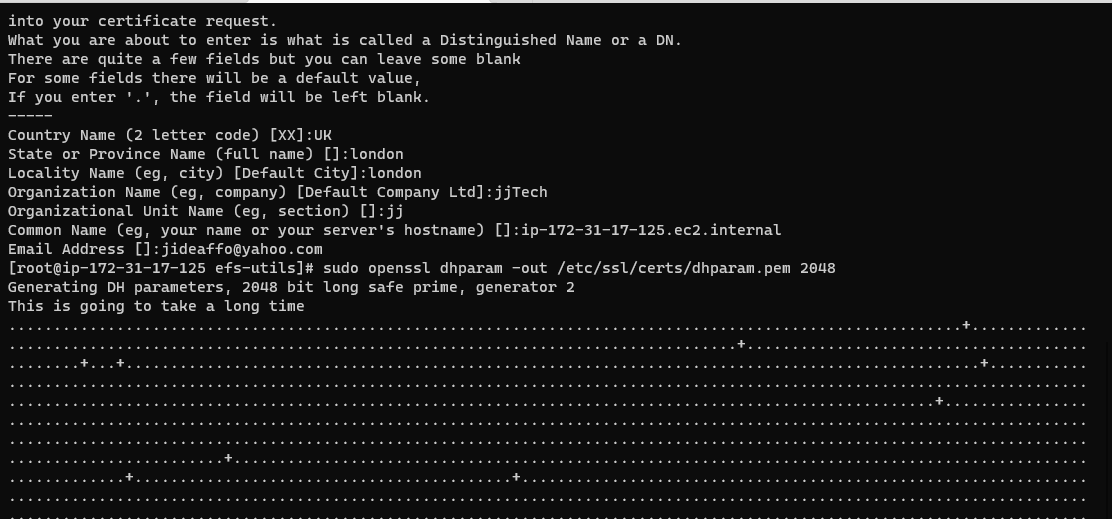 into your certificate request.
What you are about to enter is what is called a Distinguished Name or a DN.
There are quite a few fields but you can leave some blank
For some fields there will be a default value,
If you enter '.', the field will be left blank.
-----
Country Name (2 letter code) [XX]:UK
State or Province Name (full name) []:london
Locality Name (eg, city) [Default City]:london
Organization Name (eg, company) [Default Company Ltd]:jjTech
Organizational Unit Name (eg, section) []:jj
Common Name (eg, your name or your server's hostname) []:ip-172-31-17-125.ec2.internal
Email Address []:jideaffo@yahoo.com
[root@ip-172-31-17-125 efs-utils]# sudo openssl dhparam -out /etc/ssl/certs/dhparam.pem 2048
Generating DH parameters, 2048 bit long safe prime, generator 2
This is going to take a long time
..........................................................................................................+.............
.................................................................................+......................................
........+...+...............................................................................................+...........
........................................................................................................................
.......................................................................................................+................
........................................................................................................................
........................................................................................................................
........................+...............................................................................................
.............+..........................................+...............................................................
........................................................................................................................
........................................................................................................................